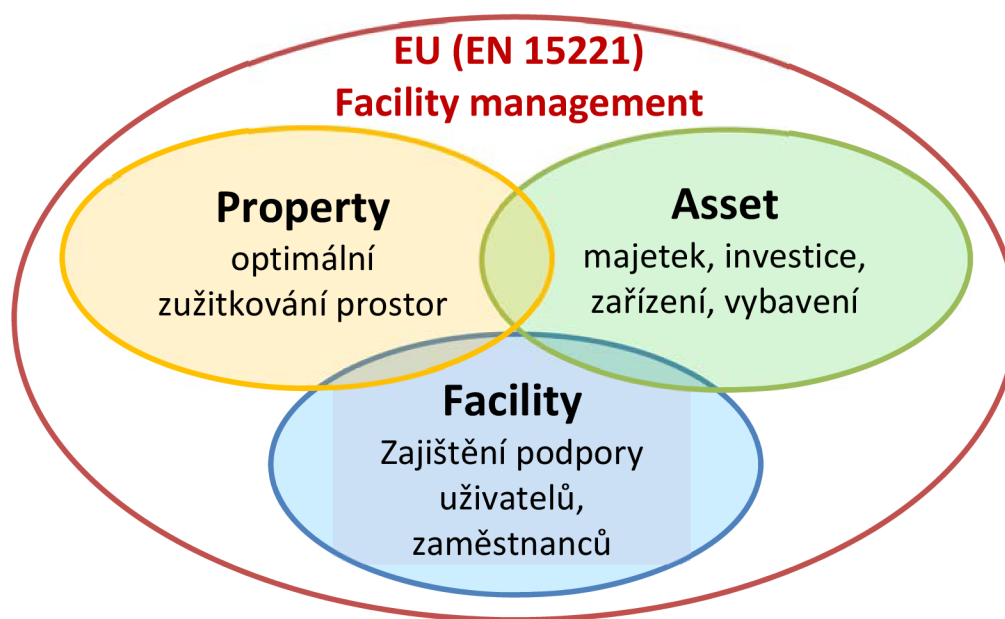 EU (EN 15221)
Facility management
Property
optimální
zužitkování prostor
Asset
majetek, investice,
zařízení, vybavení
Facility
Zajištění podpory
uživatelů,
zaměstnanců